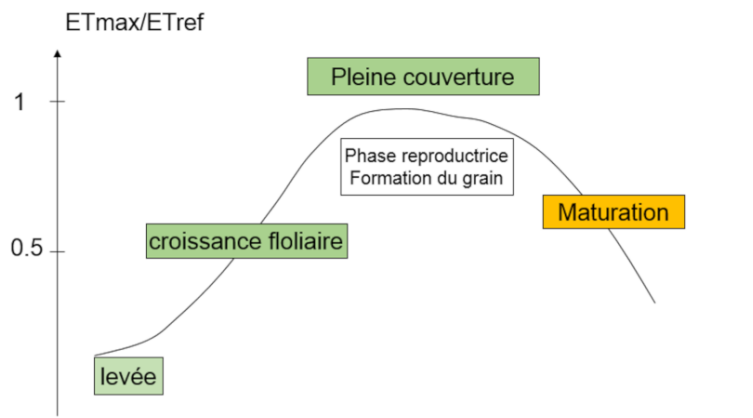 ETmax/ETref
Pleine couverture
1
Phase reproductrice
Formation du grain
Maturation
croissance floliaire
0.5
levée